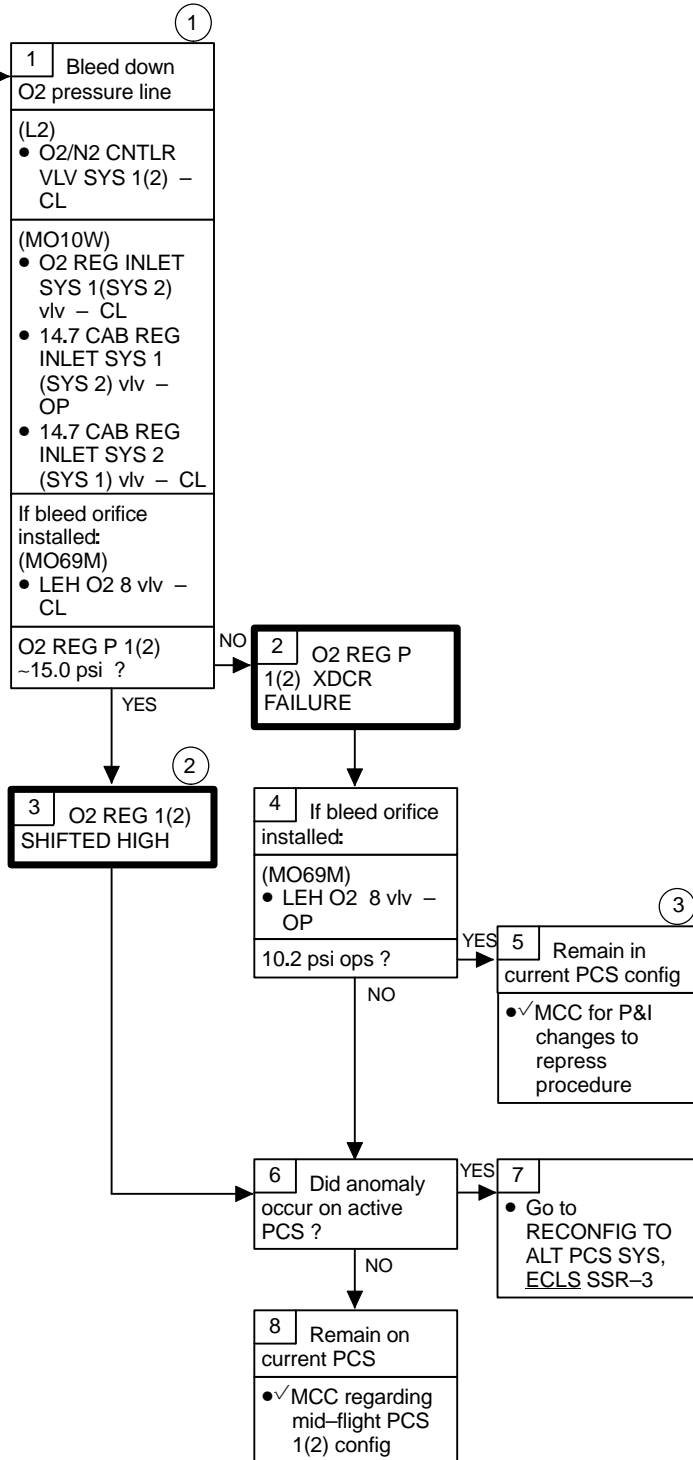 1
1 Bleed down
O2 pressure line
(L2)
● O2/N2 CNTLR
VLV SYS 1(2) –
CL
(MO10W)
● O2 REG INLET
SYS 1(SYS 2)
vlv – CL
● 14.7 CAB REG
INLET SYS 1
(SYS 2) vlv –
OP
● 14.7 CAB REG
INLET SYS 2
(SYS 1) vlv – CL
If bleed orifice
installed:
(MO69M)
● LEH O2 8 vlv –
CL
O2 REG P 1(2)
~15.0 psi ?
NO
YES
2 O2 REG P
1(2) XDCR
FAILURE
2
3 O2 REG 1(2)
SHIFTED HIGH
4 If bleed orifice
installed:
(MO69M)
● LEH O2 8 vlv –
OP
10.2 psi ops ?
YES
NO
3
5 Remain in
current PCS config
●√MCC for P&I
changes to
repress
procedure
6 Did anomaly
occur on active
PCS ?
YES
NO
7
● Go to
RECONFIG TO
ALT PCS SYS,
ECLS SSR–3
8 Remain on
current PCS
●√MCC regarding
mid–flight PCS
1(2) config